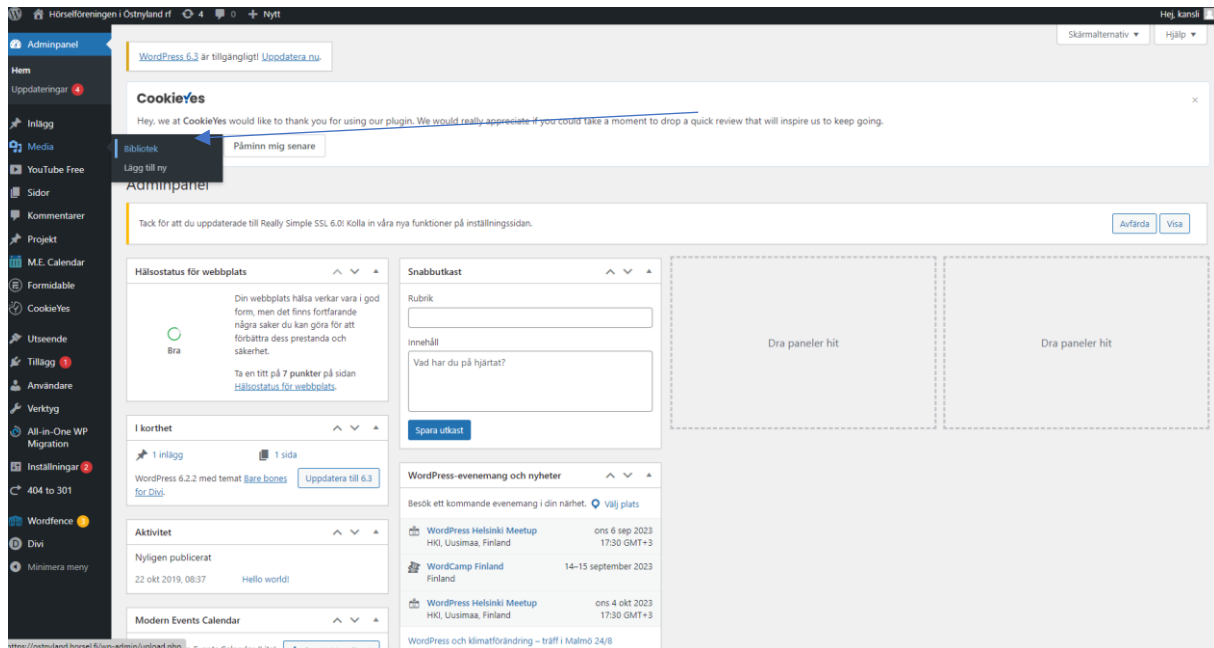 Hörselföreningen i Östnyland rf 4 0 + Nytt
Hej, kansli
Adminpanel
Hem
Uppdateringar 4
Inlägg
Media
YouTube Free
Sidor
Kommentarer
Projekt
M.E. Calendar
Formidable
CookieYes
Utseende
Tillägg 1
Användare
Verktyg
All-in-One WP
Migration
Inställningar 2
404 to 301
Wordfence 3
Divi
Minimera meny
Bibliotek
Lägg till ny
Skärmalternativ ▼
Hjälp ▼
WordPress 6.3 är tillgängligt! Uppdatera nu.
CookieYes
Hey, we at CookieYes would like to thank you for using our plugin. We would really appreciate if you could take a moment to drop a quick review that will inspire us to keep going.
Påminn mig senare
Adminpanel
Tack för att du uppdaterade till Really Simple SSL 6.0! Kolla in våra nya funktioner på inställningssidan.
Avfärda
Visa
Hälsostatus för webbplats
Bra
Din webbplats hälsa verkar vara i god
form, men det finns fortfarande
några saker du kan göra för att
förbättra dess prestanda och
säkerhet.
Ta en titt på 7 punkter på sidan
Hälsostatus för webbplats.
I korthet
1 inlägg
1 sida
WordPress 6.2.2 med temat Bare bones
for Divi.
Uppdatera till 6.3
Aktivitet
Nyligen publicerat
22 okt 2019, 08:37 Hello world!
Modern Events Calendar
Snabbutkast
Rubrik
Innehåll
Vad har du på hjärtat?
Spara utkast
WordPress-evenemang och nyheter
Besök ett kommande evenemang i din närhet. Välj plats
WordPress Helsinki Meetup ons 6 sep 2023
HKI, Uusimaa, Finland 17:30 GMT+3
WordCamp Finland 14–15 september 2023
Finland
WordPress Helsinki Meetup ons 4 okt 2023
HKI, Uusimaa, Finland 17:30 GMT+3
WordPress och klimatförändring – träff i Malmö 24/8
Dra paneler hit
Dra paneler hit
https://ostnyland.horsel.fi/wp-admin/upload.php